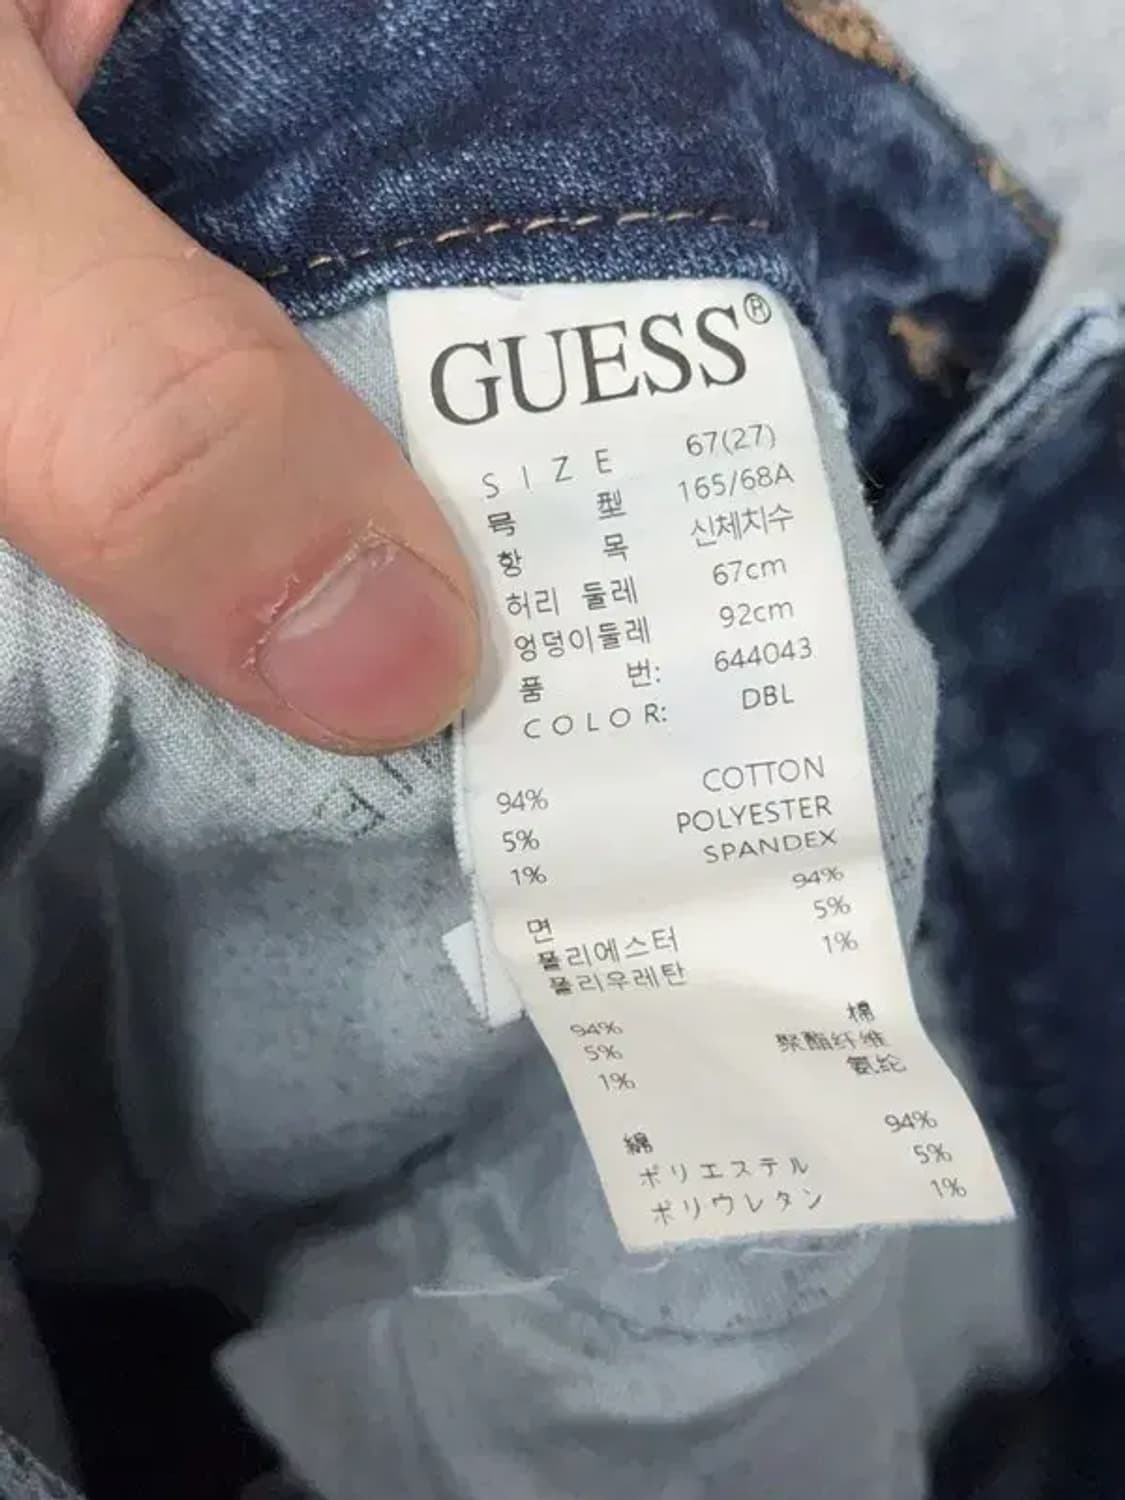 GUESS®
SIZE 67(27)
号 型 165/68A
항 목 신체치수
허리 둘레 67cm
엉덩이둘레 92cm
품 번: 644043
COLOR: DBL
94% COTTON
5% POLYESTER
1% SPANDEX
면 94%
폴리에스터 5%
폴리우레탄 1%
94% 棉
5% 聚酯纤维
1% 氨纶
綿 94%
ポリエステル 5%
ポリウレタン 1%